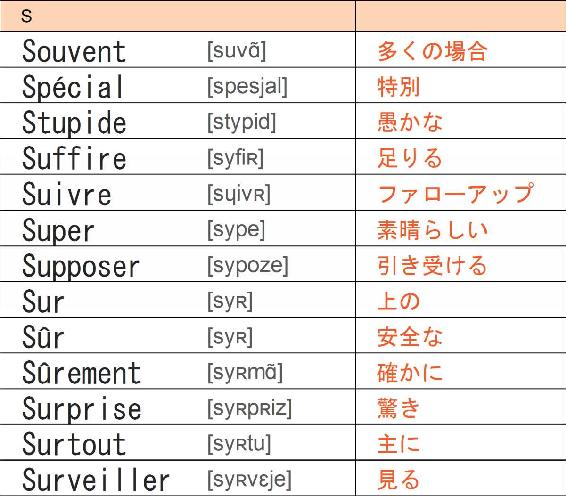 S
Souvent [suvɑ̃] 多くの場合
Spécial [spesjal] 特別
Stupide [stypid] 愚かな
Suffire [syfiʀ] 足りる
Suivre [sɥivʀ] ファローアップ
Super [sype] 素晴らしい
Supposer [sypoze] 引き受ける
Sur [syʀ] 上の
Sûr [syʀ] 安全な
Sûrement [syʀmɑ̃] 確かに
Surprise [syʀpʀiz] 驚き
Surtout [syʀtu] 主に
Surveiller [syʀvɛje] 見る